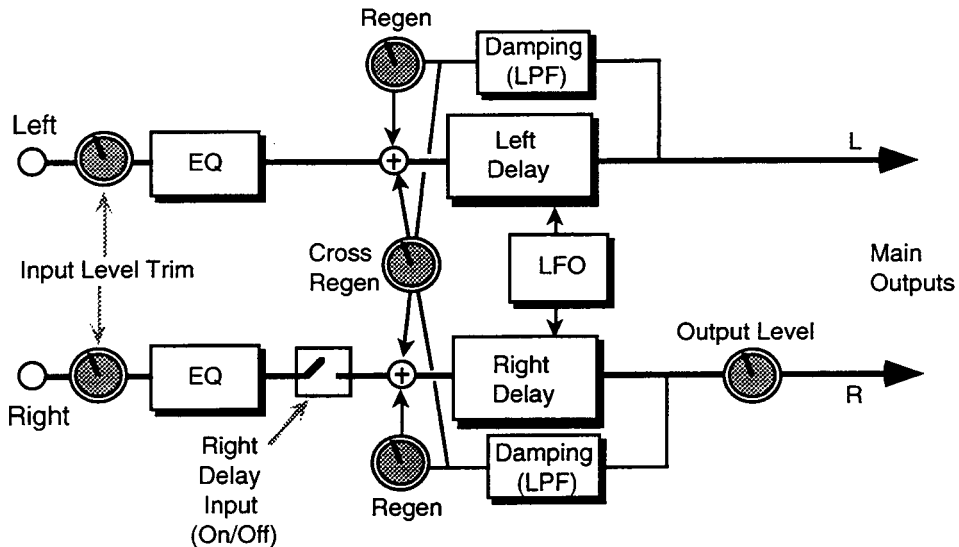 Regen
Damping
(LPF)
Left
EQ
+
Left
Delay
L
Input Level Trim
Cross
Regen
LFO
Main
Outputs
Output Level
Right
EQ
+
Right
Delay
R
Right
Delay
Input
(On/Off)
Regen
Damping
(LPF)